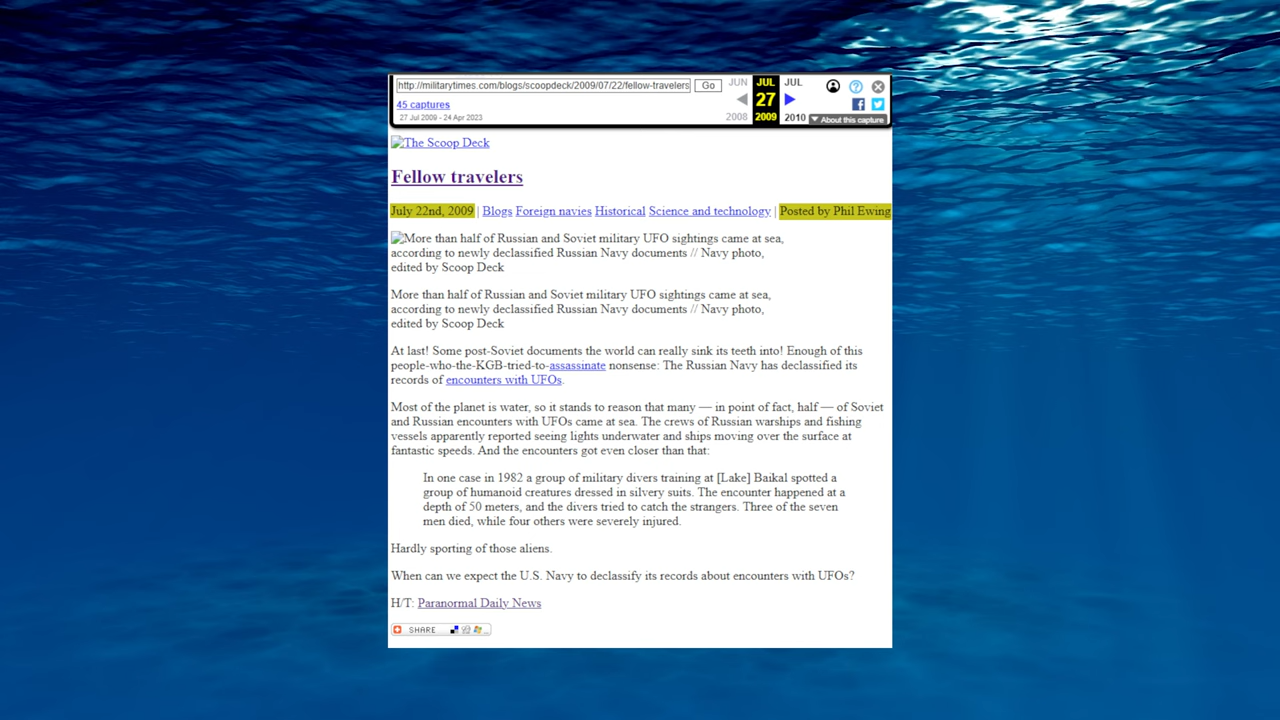 http://militarytimes.com/blogs/scoopdeck/2009/07/22/fellow-travelers Go JUN JUL JUL
45 captures 27
27 Jul 2009 - 24 Apr 2023 2008 2009 2010 About this capture
The Scoop Deck
Fellow travelers
July 22nd, 2009 | Blogs Foreign navies Historical Science and technology | Posted by Phil Ewing
More than half of Russian and Soviet military UFO sightings came at sea,
according to newly declassified Russian Navy documents // Navy photo,
edited by Scoop Deck
More than half of Russian and Soviet military UFO sightings came at sea,
according to newly declassified Russian Navy documents // Navy photo,
edited by Scoop Deck
At last! Some post-Soviet documents the world can really sink its teeth into! Enough of this
people-who-the-KGB-tried-to-assassinate nonsense: The Russian Navy has declassified its
records of encounters with UFOs.
Most of the planet is water, so it stands to reason that many — in point of fact, half — of Soviet
and Russian encounters with UFOs came at sea. The crews of Russian warships and fishing
vessels apparently reported seeing lights underwater and ships moving over the surface at
fantastic speeds. And the encounters got even closer than that:
In one case in 1982 a group of military divers training at [Lake] Baikal spotted a
group of humanoid creatures dressed in silvery suits. The encounter happened at a
depth of 50 meters, and the divers tried to catch the strangers. Three of the seven
men died, while four others were severely injured.
Hardly sporting of those aliens.
When can we expect the U.S. Navy to declassify its records about encounters with UFOs?
H/T: Paranormal Daily News
SHARE